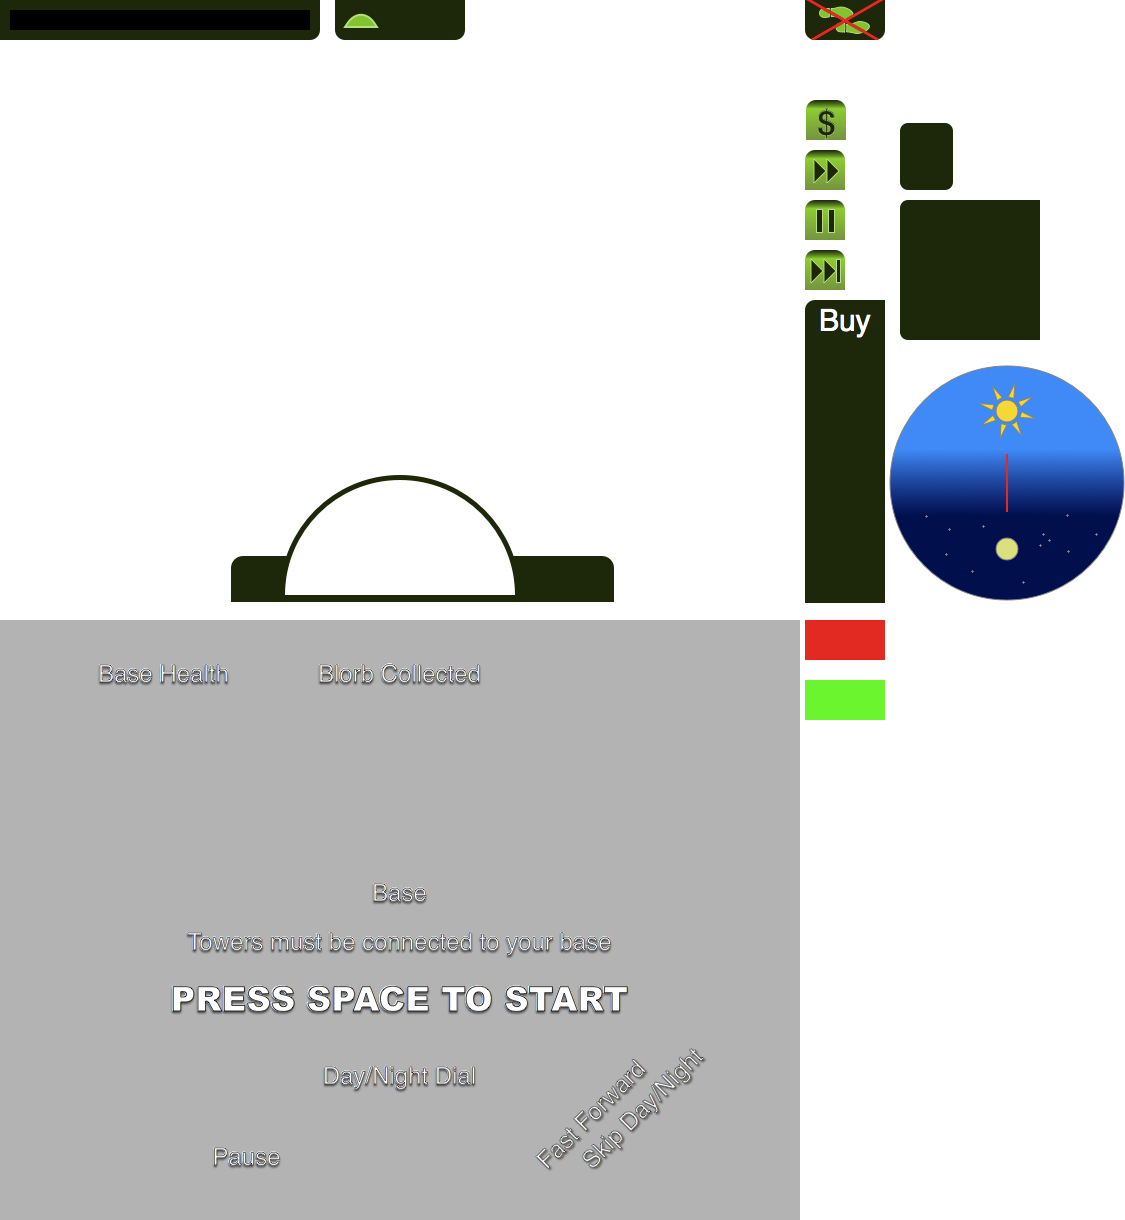 $
Buy
Base Health
Blorb Collected
Base
Towers must be connected to your base
PRESS SPACE TO START
Day/Night Dial
Fast Forward
Skip Day/Night
Pause